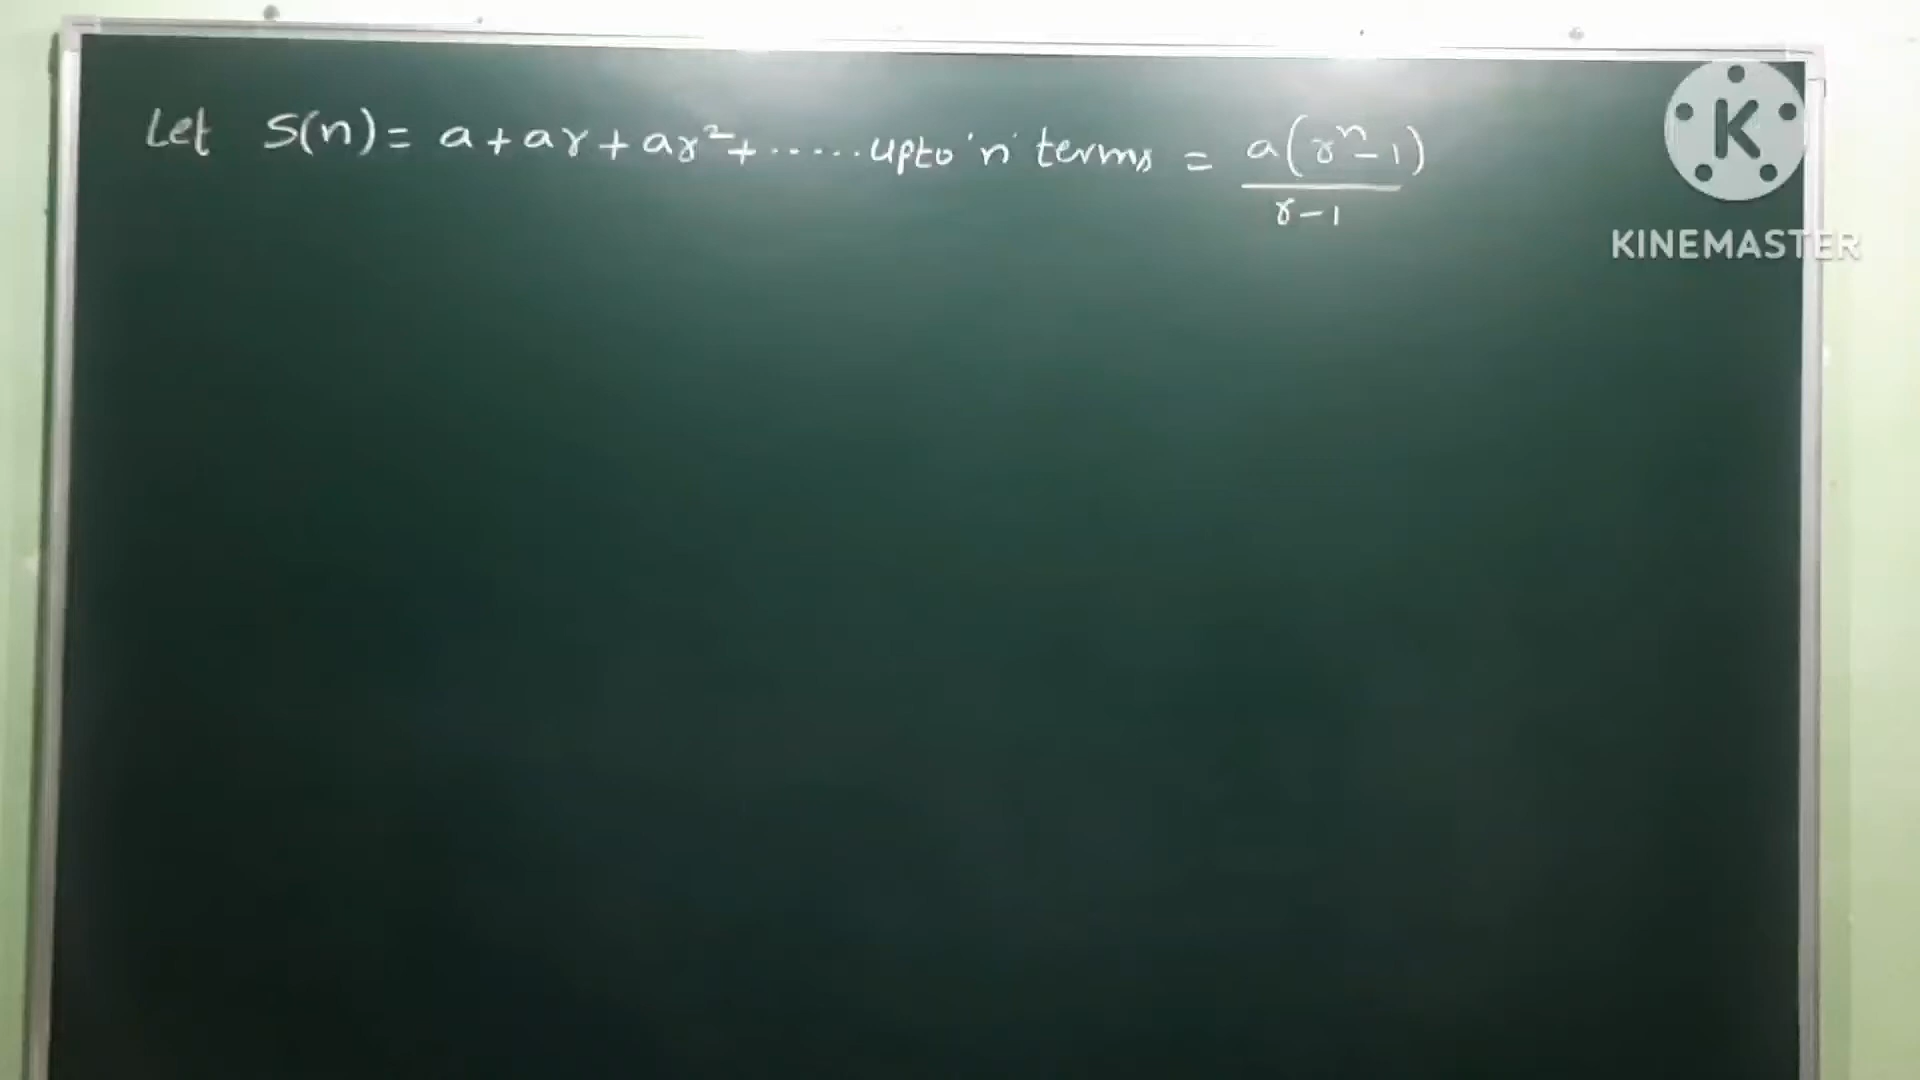 Let S(n) = a + ar + ar² + ..... upto 'n' terms = a(rⁿ-1)
r-1
K
KINEMASTER